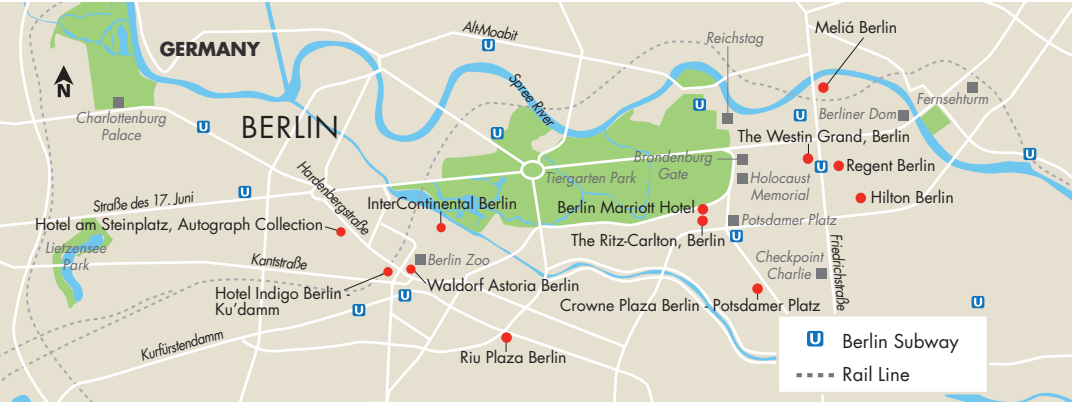 Meliá Berlin
Alt-Moabit
Reichstag
GERMANY
U
N
Spree River
Fernsehturm
Charlottenburg
Palace
U
Berliner Dom
U
U
BERLIN
U
The Westin Grand, Berlin
U
Brandenburg
Gate
U
Regent Berlin
Tiergarten Park
Holocaust
Memorial
Hardenbergstraße
U
Straße des 17. Juni
InterContinental Berlin
Berlin Marriott Hotel
Hilton Berlin
Hotel am Steinplatz, Autograph Collection
Potsdamer Platz
The Ritz-Carlton, Berlin
U
Lietzensee
Park
Kantstraße
Berlin Zoo
Checkpoint
Charlie
Friedrichstraße
Waldorf Astoria Berlin
Hotel Indigo Berlin -
Ku’damm
U
U
Crowne Plaza Berlin - Potsdamer Platz
U
Kurfürstendamm
Riu Plaza Berlin
U Berlin Subway
Rail Line